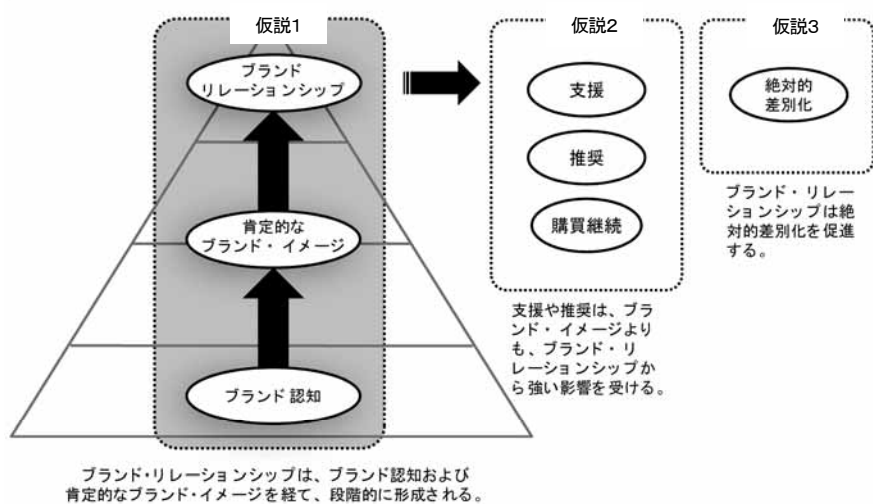 仮説1
ブランド
リレーションシップ
肯定的な
ブランド・イメージ
ブランド認知
ブランド・リレーションシップは、ブランド認知および
肯定的なブランド・イメージを経て、段階的に形成される。
仮説2
支援
推奨
購買継続
支援や推奨は、ブラ
ンド・イメージより
も、ブランド・リ
レーションシップか
ら強い影響を受ける。
仮説3
絶対的
差別化
ブランド・リレー
ションシップは絶
対的差別化を促進
する。